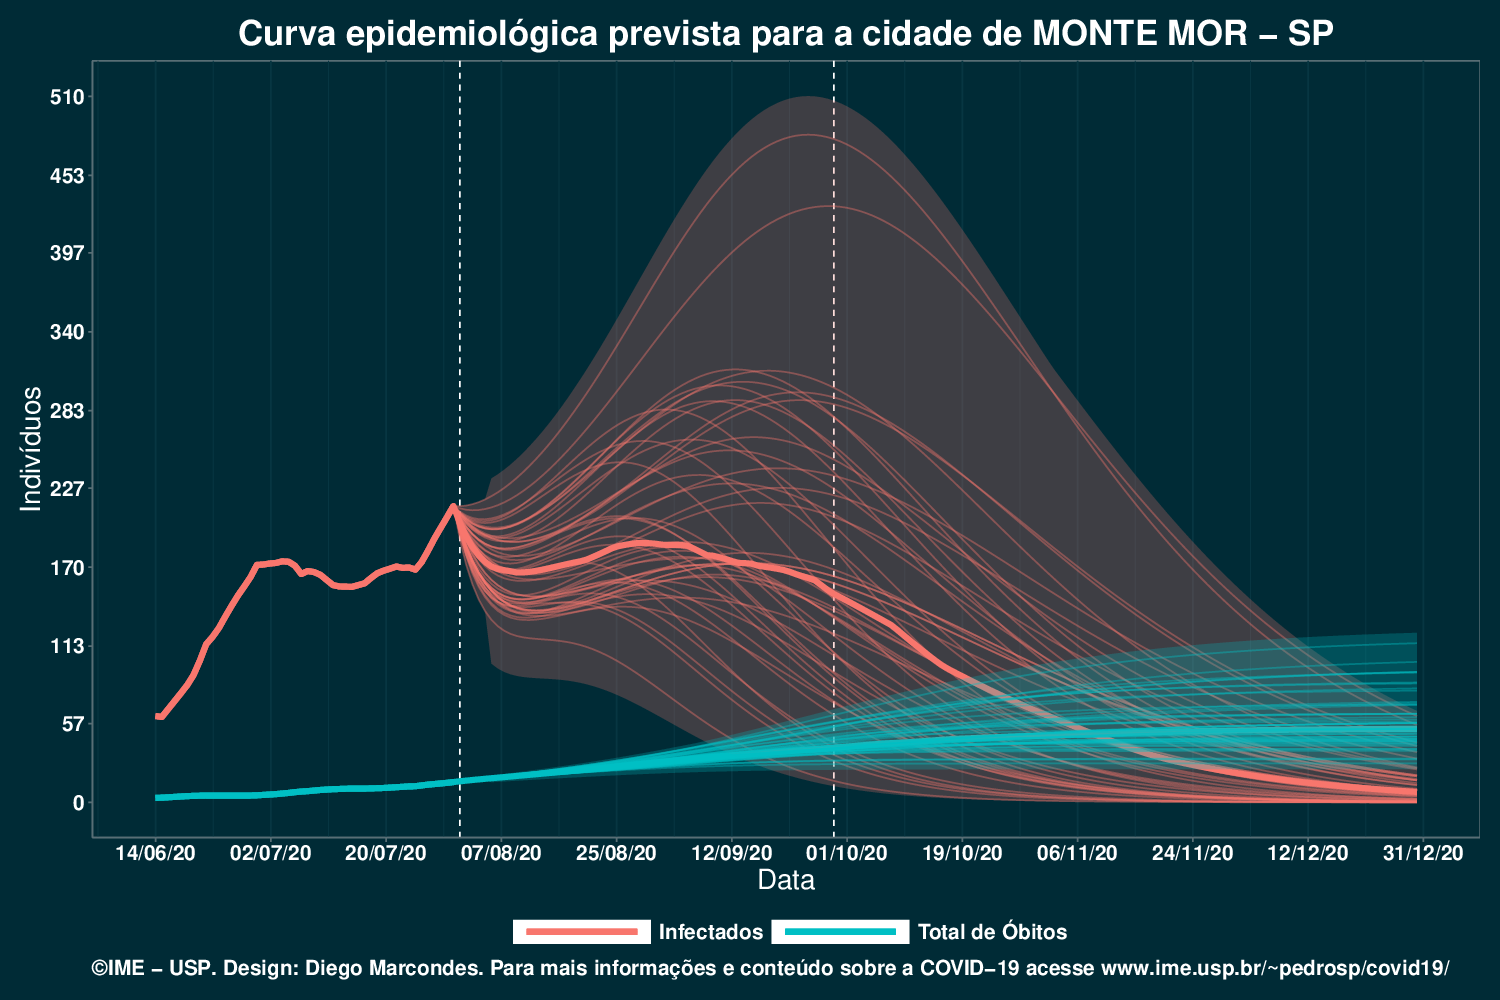 Curva epidemiológica prevista para a cidade de MONTE MOR – SP
510
453
397
340
283
227
170
113
57
0
Indivíduos
14/06/20 02/07/20 20/07/20 07/08/20 25/08/20 12/09/20 01/10/20 19/10/20 06/11/20 24/11/20 12/12/20 31/12/20
Data
Infectados Total de Óbitos
©IME – USP. Design: Diego Marcondes. Para mais informações e conteúdo sobre a COVID–19 acesse www.ime.usp.br/~pedrosp/covid19/